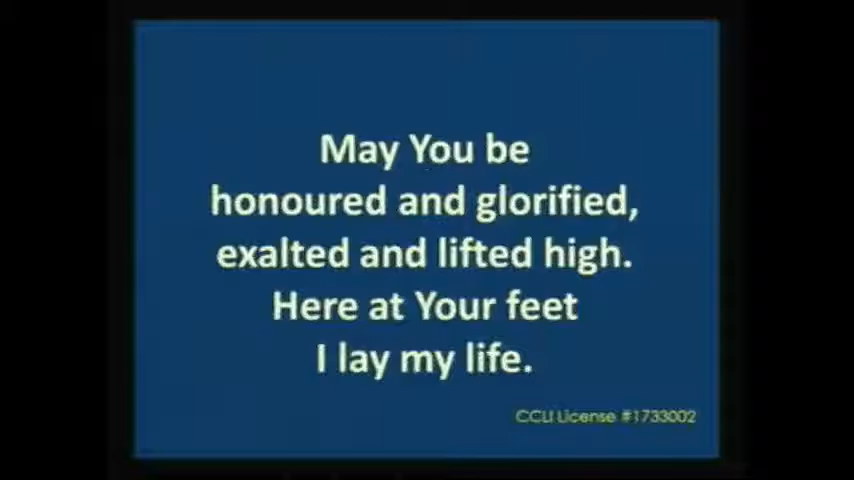 May You be
honoured and glorified,
exalted and lifted high.
Here at Your feet
I lay my life.
CCLI License #1733002